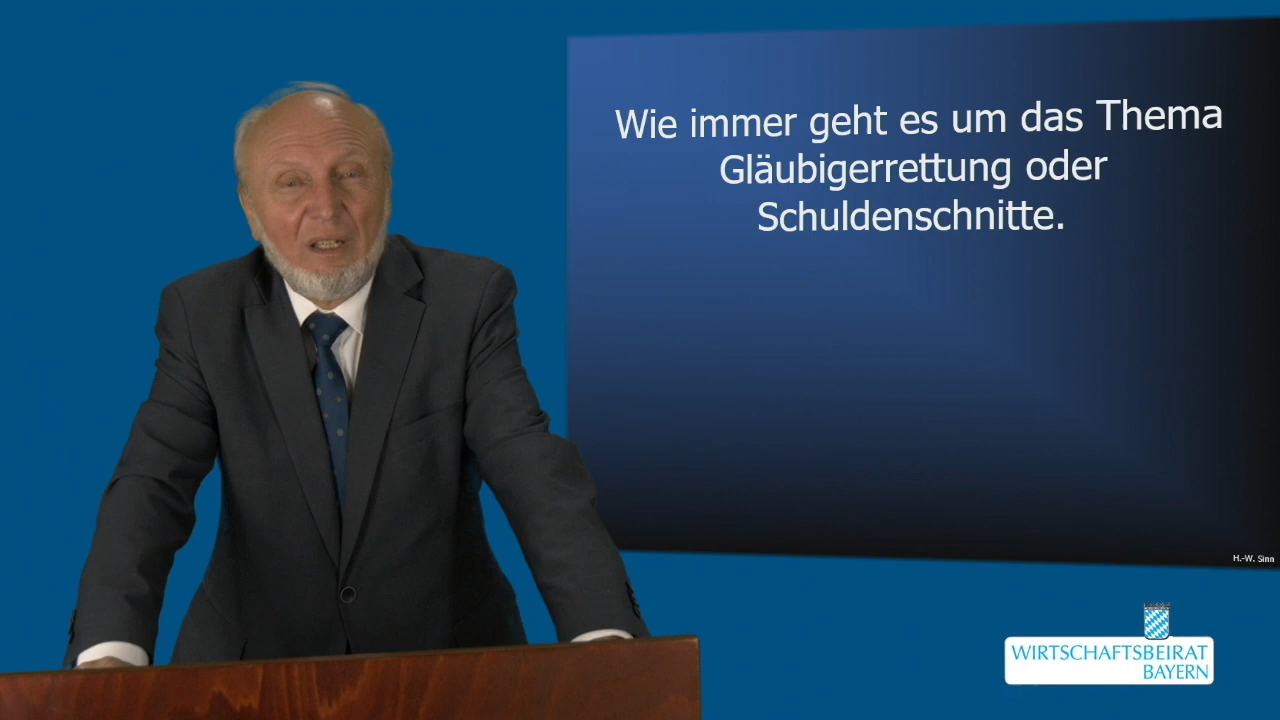 Wie immer geht es um das Thema
Gläubigerrettung oder
Schuldenschnitte.
H.-W. Sinn
WIRTSCHAFTSBEIRAT
BAYERN